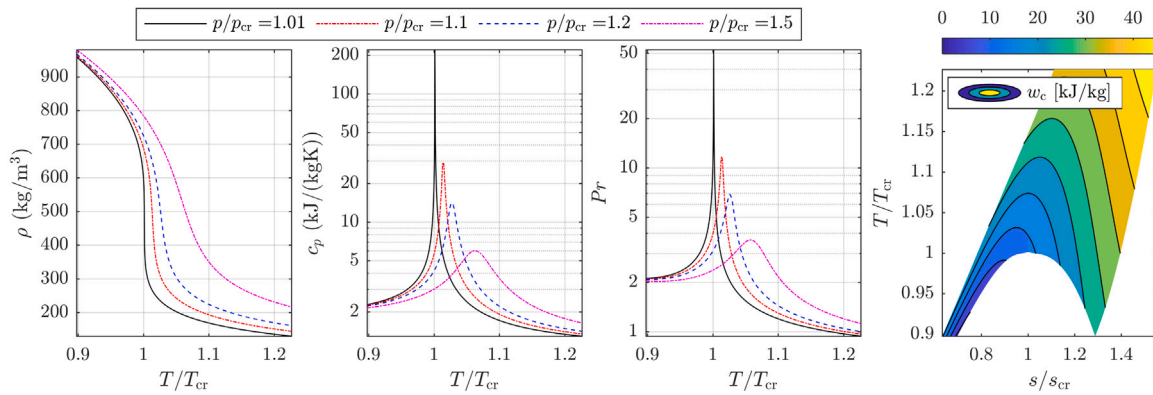 p/p_cr=1.01 p/p_cr=1.1 p/p_cr=1.2 p/p_cr=1.5
900
800
700
600
500
400
300
200
ρ (kg/m³)
0.9 1 1.1 1.2
T/T_cr
200
100
50
20
10
5
2
c_p (kJ/(kgK))
0.9 1 1.1 1.2
T/T_cr
50
20
10
5
2
1
Pr
0.9 1 1.1 1.2
T/T_cr
0 10 20 30 40
w_c [kJ/kg]
1.2
1.15
1.1
1.05
1
0.95
0.9
T/T_cr
0.8 1 1.2 1.4
s/s_cr